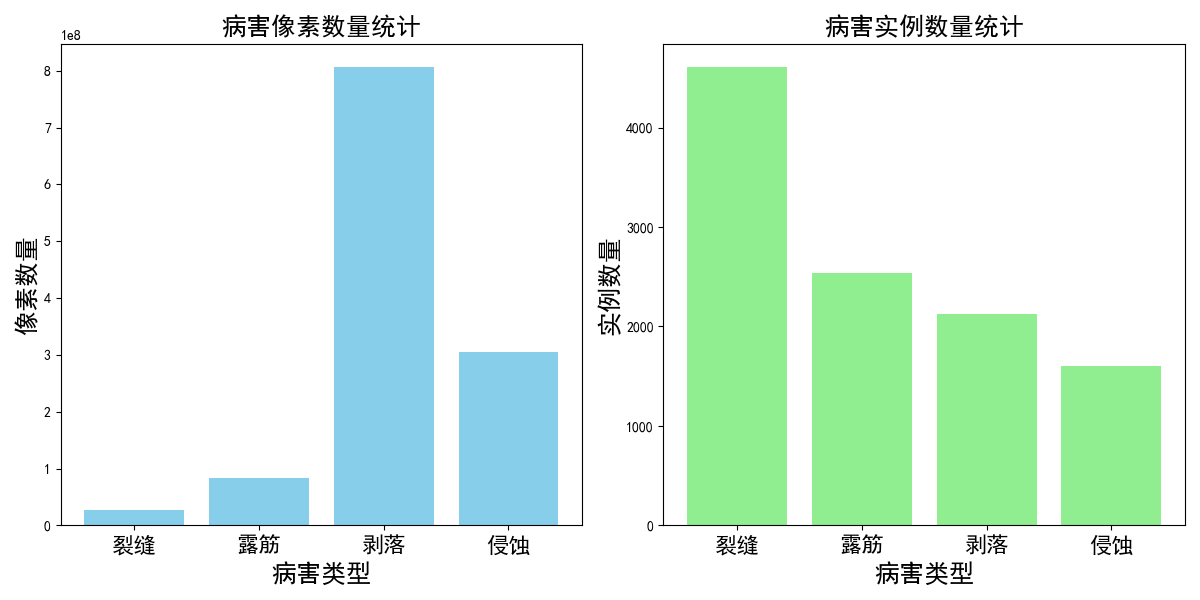 病害像素数量统计
1e8
8
7
6
5
4
3
2
1
0
像素数量
裂缝 露筋 剥落 侵蚀
病害类型
病害实例数量统计
4000
3000
2000
1000
0
实例数量
裂缝 露筋 剥落 侵蚀
病害类型